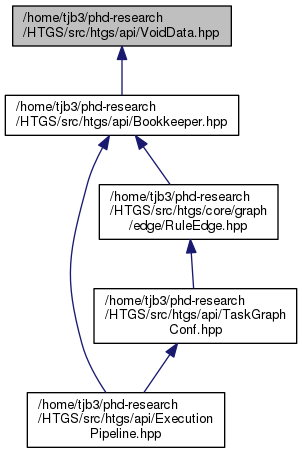 /home/tjb3/phd-research
/HTGS/src/htgs/api/VoidData.hpp
/home/tjb3/phd-research
/HTGS/src/htgs/api/Bookkeeper.hpp
/home/tjb3/phd-research
/HTGS/src/htgs/core/graph
/edge/RuleEdge.hpp
/home/tjb3/phd-research
/HTGS/src/htgs/api/TaskGraph
Conf.hpp
/home/tjb3/phd-research
/HTGS/src/htgs/api/Execution
Pipeline.hpp